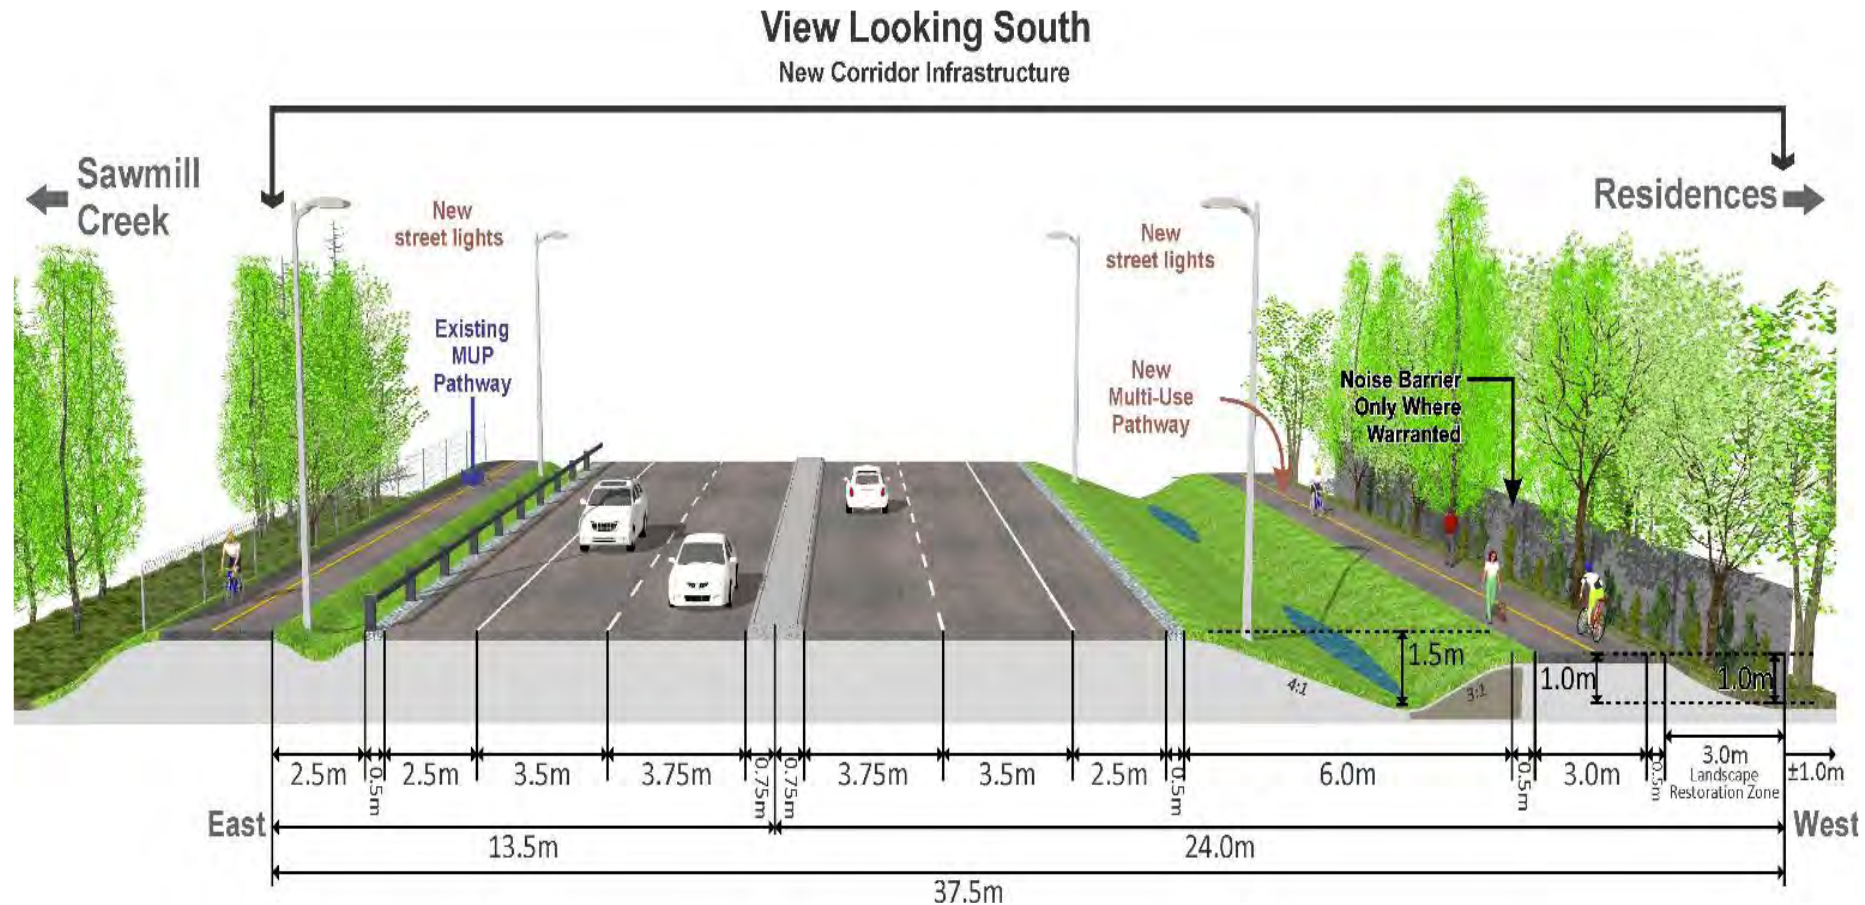 View Looking South
New Corridor Infrastructure
Sawmill
Creek
Residences
New
street lights
New
street lights
Existing
MUP
Pathway
New
Multi-Use
Pathway
Noise Barrier
Only Where
Warranted
1.5m
1.0m
1.0m
4:1
3:1
2.5m
0.5m
2.5m
3.5m
3.75m
0.75m
0.75m
3.75m
3.5m
2.5m
0.5m
6.0m
0.5m
3.0m
0.5m
3.0m
Landscape
Restoration Zone
±1.0m
East
West
13.5m
24.0m
37.5m